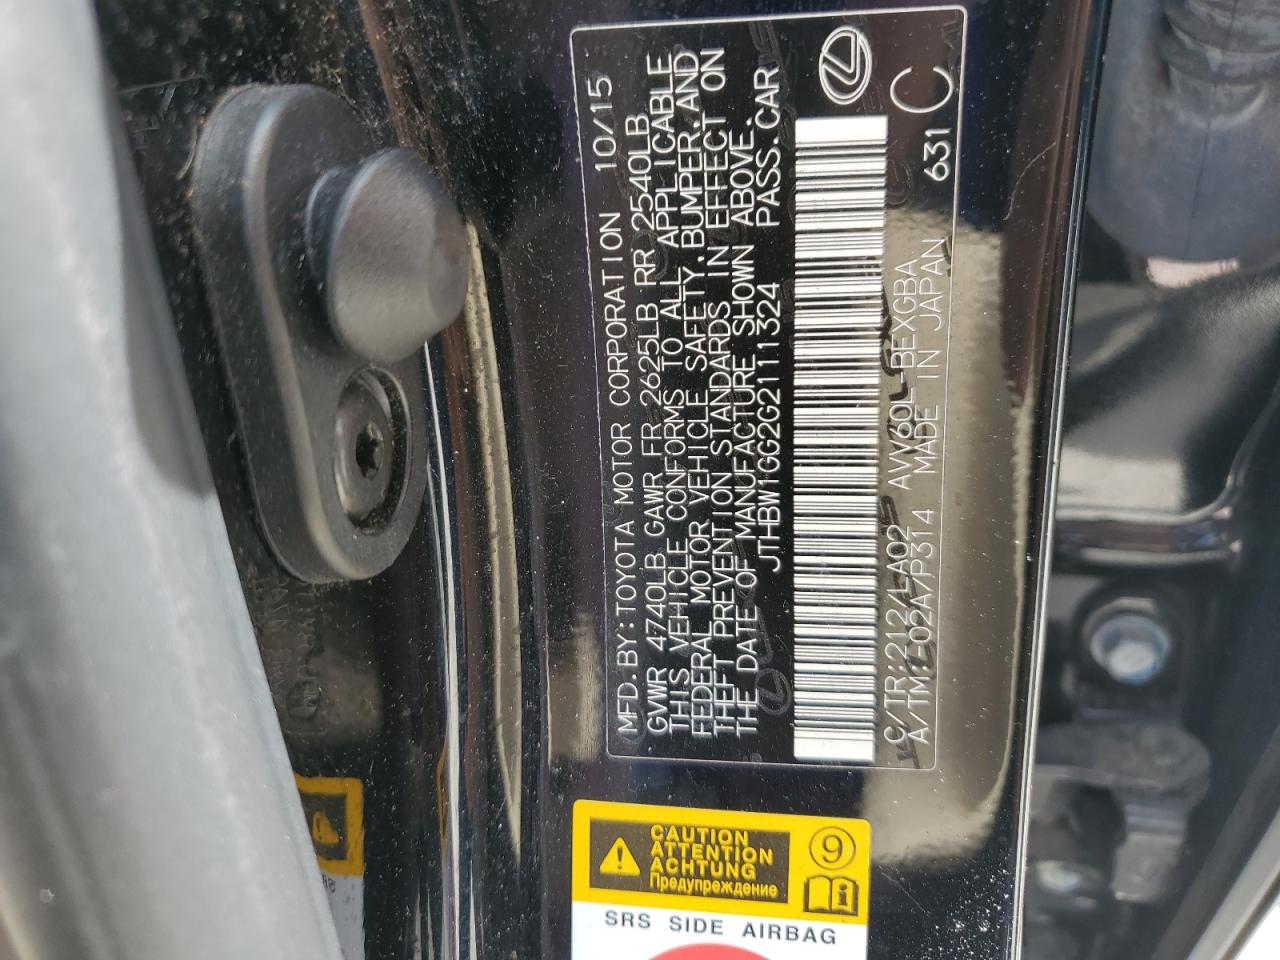 MFD. BY: TOYOTA MOTOR CORPORATION 10/15
GVWR 4740LB GAWR FR 2625LB RR 2540LB
THIS VEHICLE CONFORMS TO ALL APPLICABLE
FEDERAL MOTOR VEHICLE SAFETY, BUMPER, AND
THEFT PREVENTION STANDARDS IN EFFECT ON
THE DATE OF MANUFACTURE SHOWN ABOVE.
JTHBW1GG2G2111324 PASS.CAR
C/TR:212/LA02 AVV60L-BEXGBA
A/TM:-02A/P314 MADE IN JAPAN 631 C
CAUTION
ATTENTION
ACHTUNG
Предупреждение
9
SRS SIDE AIRBAG